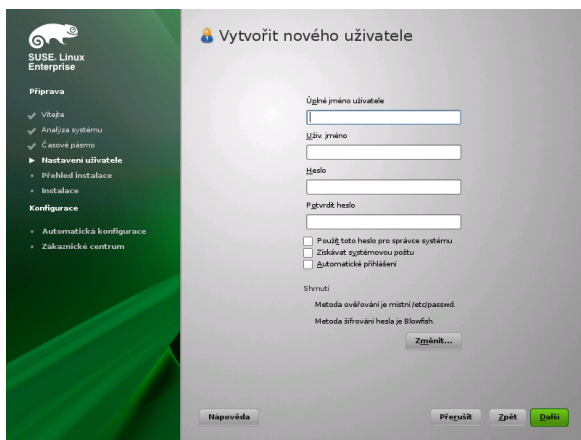 SUSE. Linux
Enterprise
Příprava
Vítejte
Analýza systému
Časové pásmo
Nastavení uživatele
Přehled instalace
Instalace
Konfigurace
Automatická konfigurace
Zákaznické centrum
Vytvořit nového uživatele
Úplné jméno uživatele
Uživ. jméno
Heslo
Potvrdit heslo
Použít toto heslo pro správce systému
Získávat systémovou poštu
Automatické přihlášení
Shrnutí
Metoda ověřování je místní /etc/passwd.
Metoda šifrování hesla je Blowfish.
Změnit...
Nápověda
Přerušit
Zpět
Další